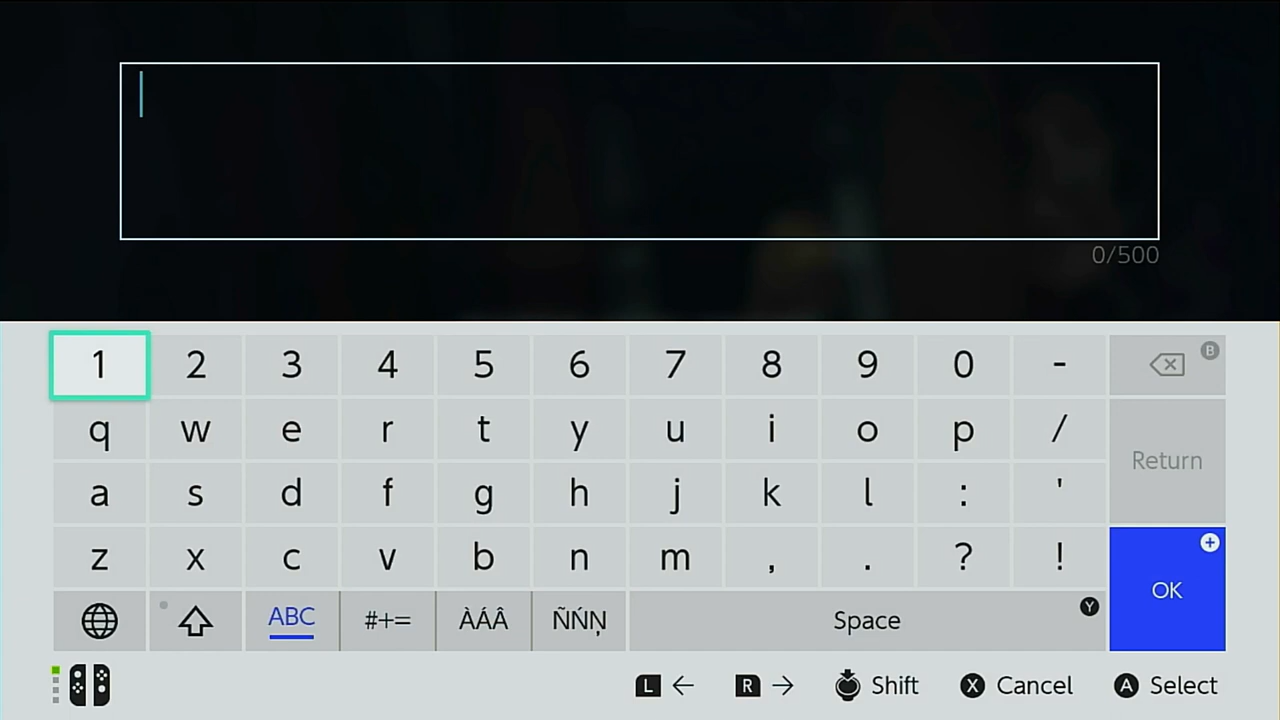 0/500
1 2 3 4 5 6 7 8 9 0 - B
q w e r t y u i o p / Return
a s d f g h j k l : '
z x c v b n m , . ? ! +
ABC #+= ÀÁÂ ÑŃŅ Space Y OK
L ← R → Shift X Cancel A Select